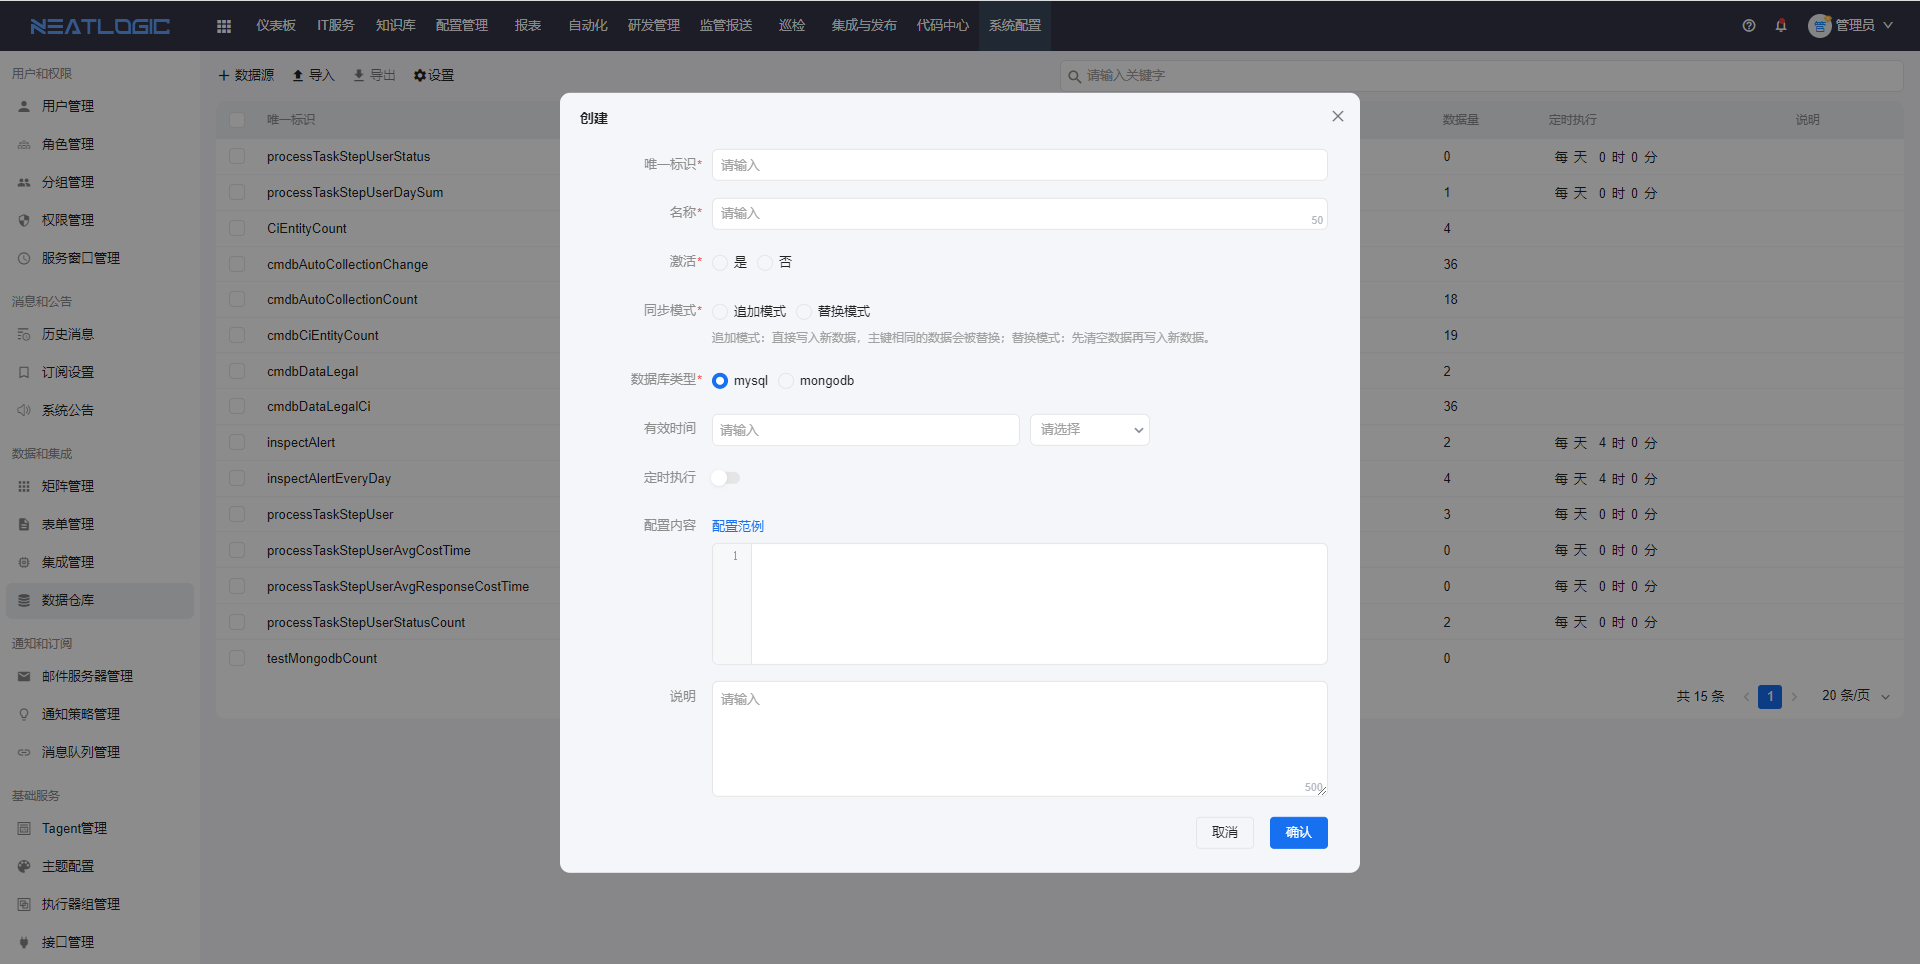 NEATLOGIC 仪表板 IT服务 知识库 配置管理 报表 自动化 研发管理 监管报送 巡检 集成与发布 代码中心 系统配置 管 管理员
用户和权限
用户管理
角色管理
分组管理
权限管理
服务窗口管理
消息和公告
历史消息
订阅设置
系统公告
数据和集成
矩阵管理
表单管理
集成管理
数据仓库
通知和订阅
邮件服务器管理
通知策略管理
消息队列管理
基础服务
Tagent管理
主题配置
执行器组管理
接口管理
数据源 导入 导出 设置 请输入关键字
唯一标识 数据量 定时执行 说明
processTaskStepUserStatus 0 每 天 0 时 0 分
processTaskStepUserDaySum 1 每 天 0 时 0 分
CiEntityCount 4
cmdbAutoCollectionChange 36
cmdbAutoCollectionCount 18
cmdbCiEntityCount 19
cmdbDataLegal 2
cmdbDataLegalCi 36
inspectAlert 2 每 天 4 时 0 分
inspectAlertEveryDay 4 每 天 4 时 0 分
processTaskStepUser 3 每 天 0 时 0 分
processTaskStepUserAvgCostTime 0 每 天 0 时 0 分
processTaskStepUserAvgResponseCostTime 0 每 天 0 时 0 分
processTaskStepUserStatusCount 2 每 天 0 时 0 分
testMongodbCount 0
共 15 条 1 20 条/页
创建
唯一标识* 请输入
名称* 请输入 50
激活* 是 否
同步模式* 追加模式 替换模式
追加模式：直接写入新数据，主键相同的数据会被替换；替换模式：先清空数据再写入新数据。
数据库类型* mysql mongodb
有效时间 请输入 请选择
定时执行
配置内容 配置范例
1
说明 请输入
500
取消 确认